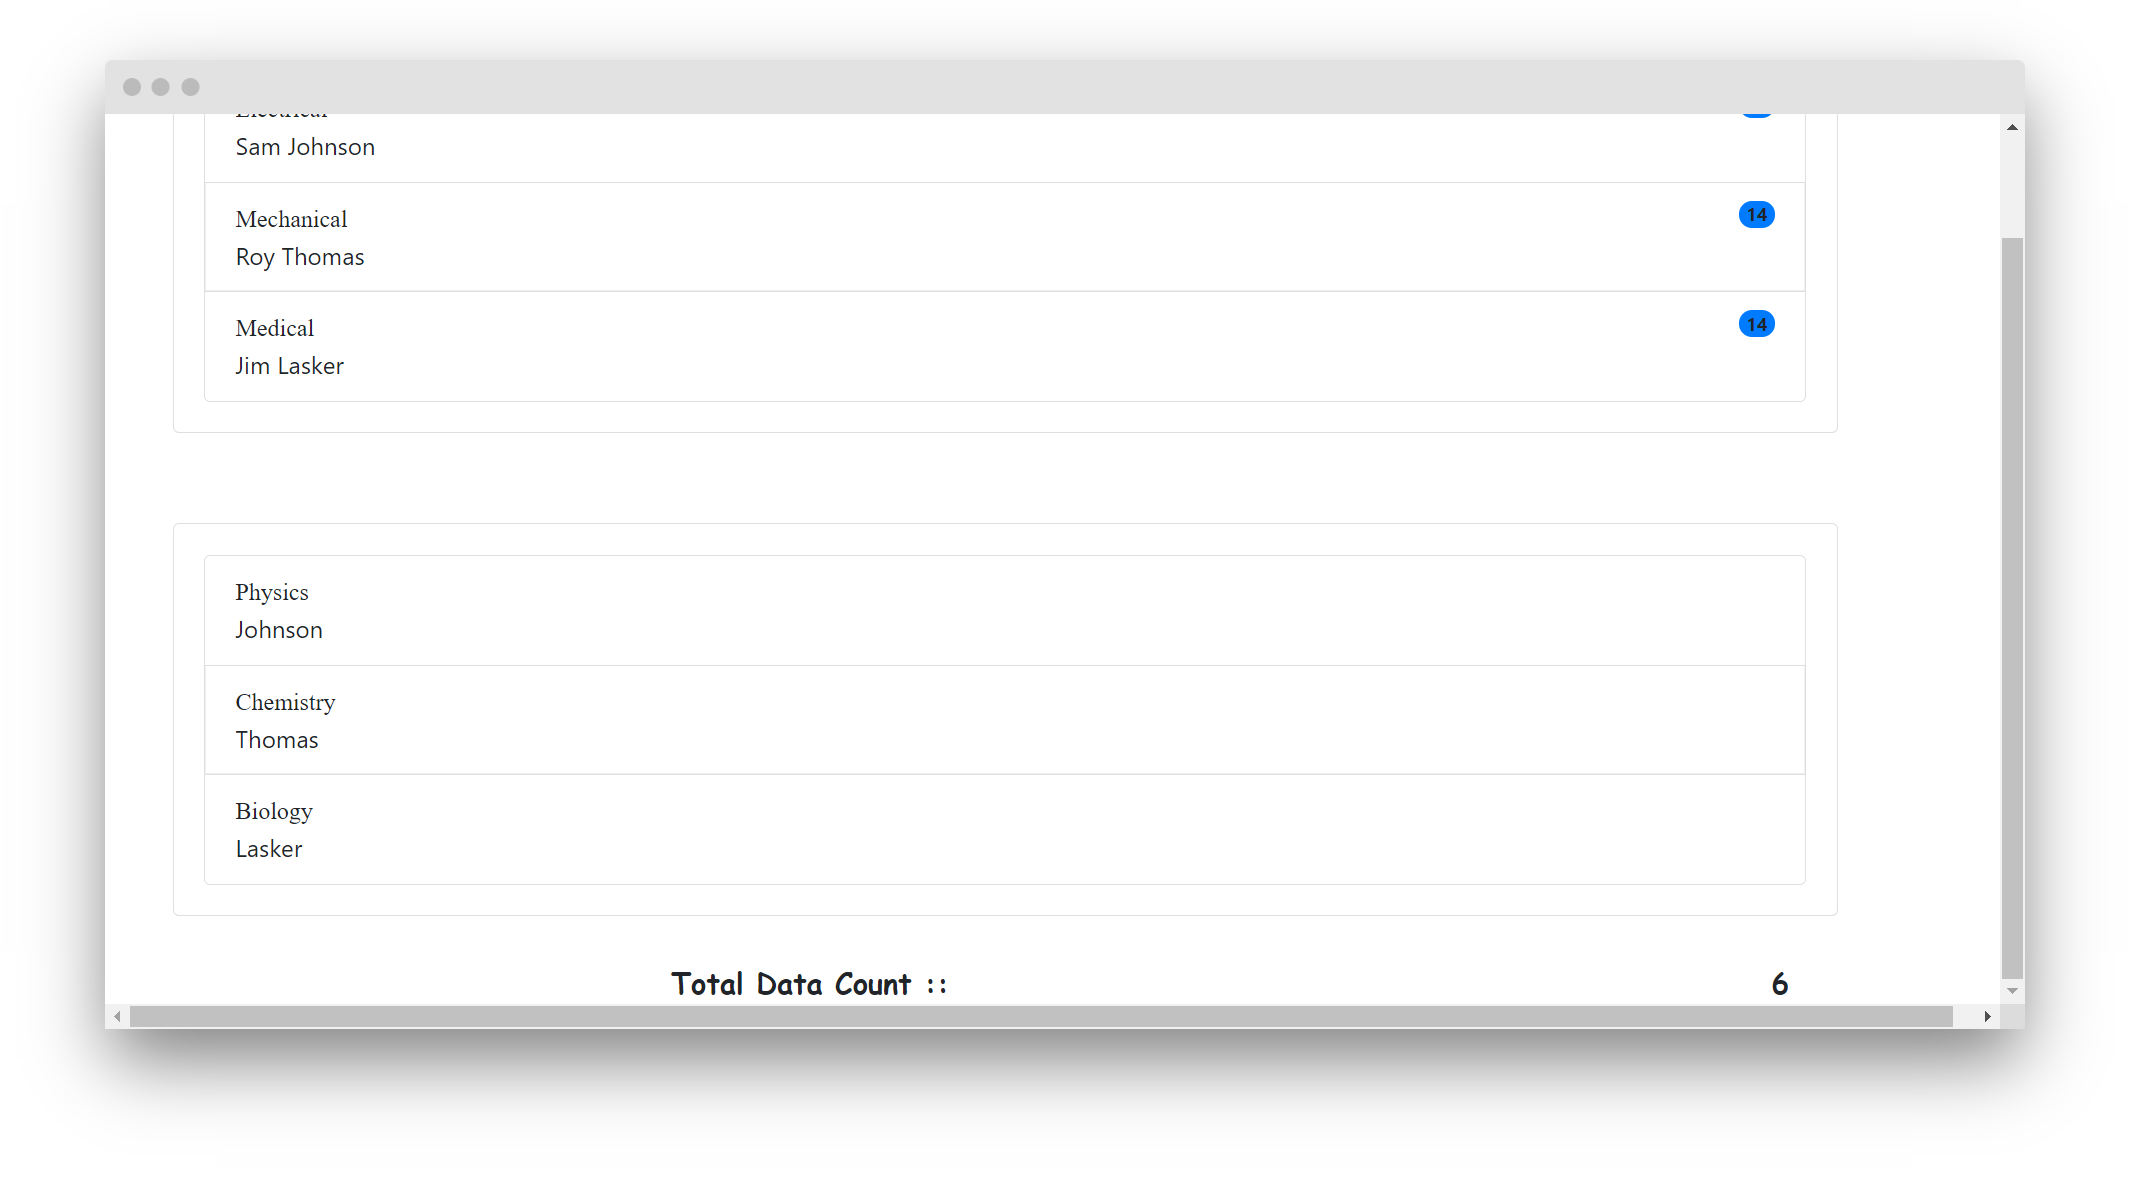 Electrical
Sam Johnson
Mechanical 14
Roy Thomas
Medical 14
Jim Lasker
Physics
Johnson
Chemistry
Thomas
Biology
Lasker
Total Data Count :: 6